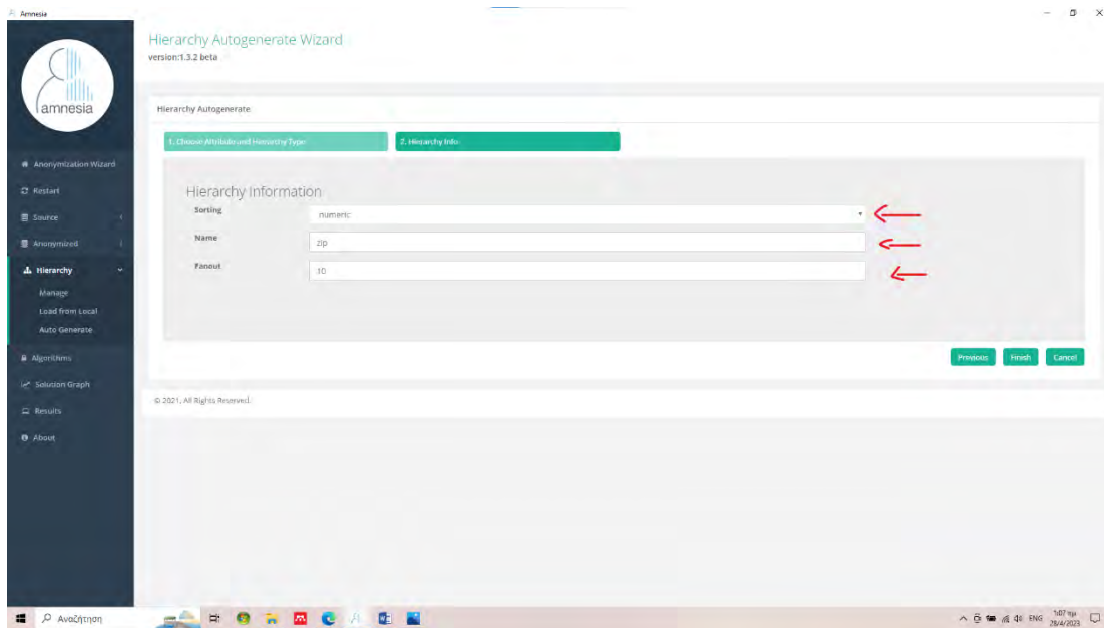 Amnesia
Hierarchy Autogenerate Wizard
version:1.3.2 beta
amnesia
Hierarchy Autogenerate
1. Choose Attribute and Hierarchy Type
2. Hierarchy Info
Anonymization Wizard
Restart
Source
Anonymized
Hierarchy
Manage
Load from Local
Auto Generate
Algorithms
Solution Graph
Results
About
Hierarchy Information
Sorting
numeric
Name
zip
Fanout
10
Previous
Finish
Cancel
© 2021, All Rights Reserved.
Αναζήτηση
ENG
1:07 πμ
28/4/2023